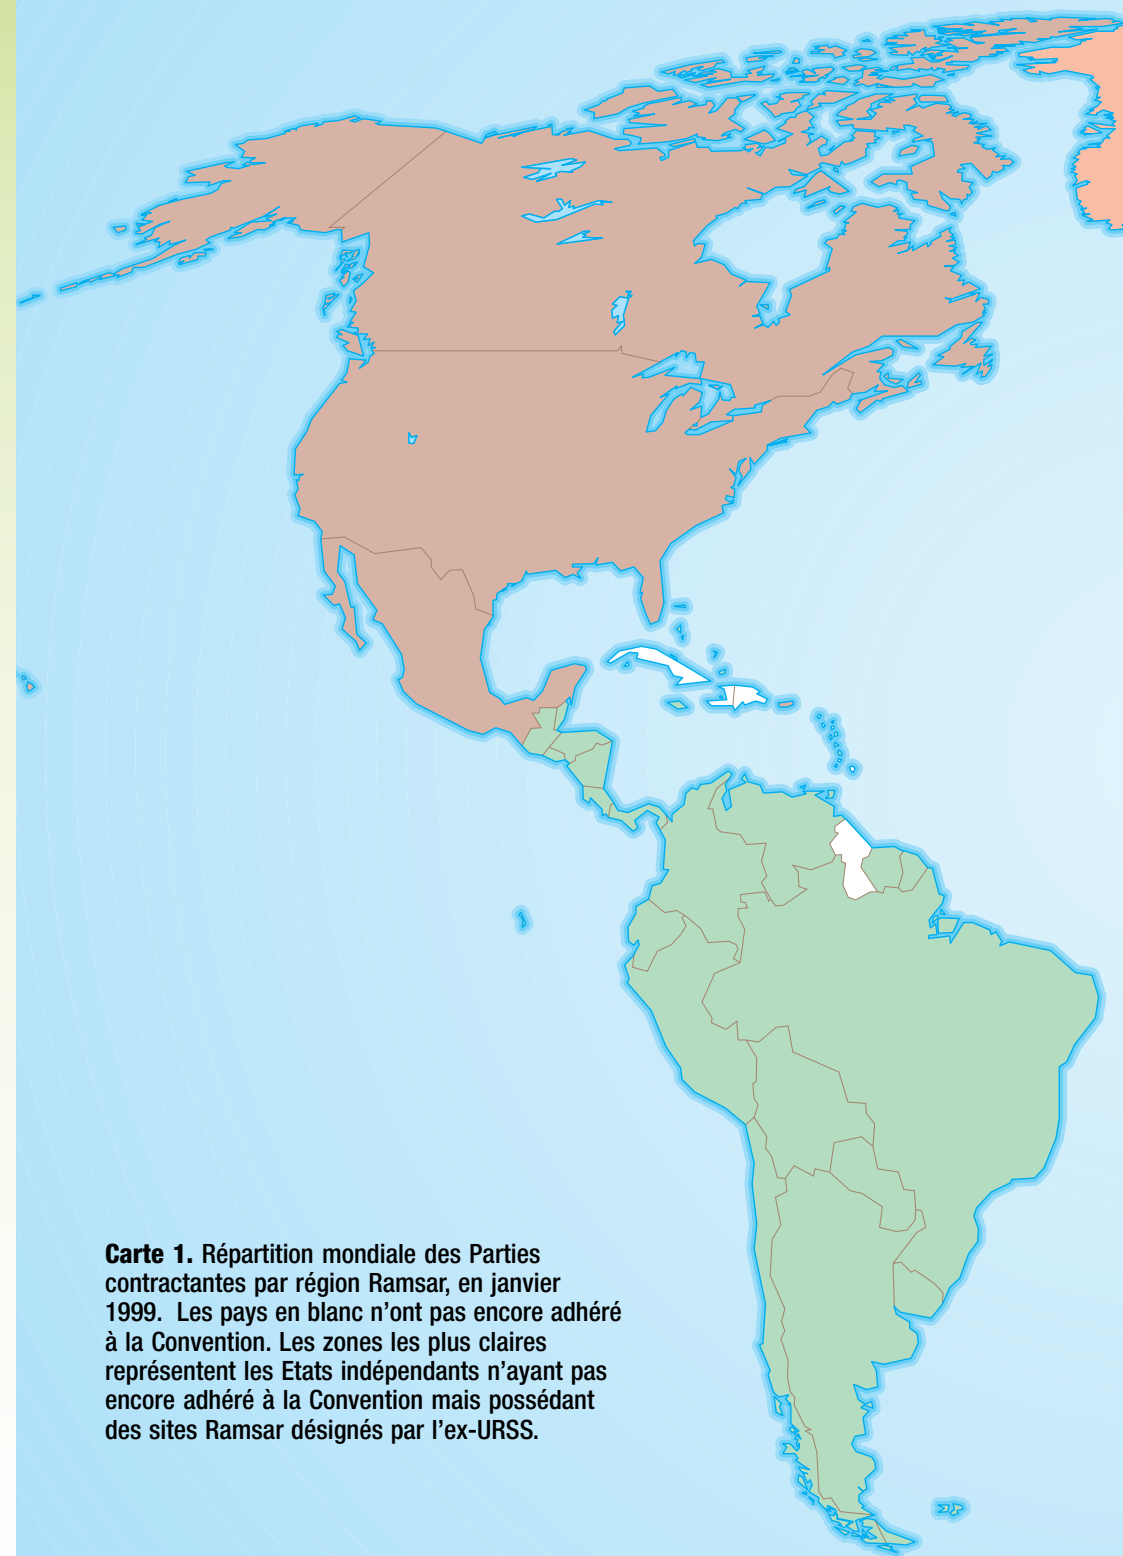 Carte 1. Répartition mondiale des Parties
contractantes par région Ramsar, en janvier
1999. Les pays en blanc n'ont pas encore adhéré
à la Convention. Les zones les plus claires
représentent les Etats indépendants n'ayant pas
encore adhéré à la Convention mais possédant
des sites Ramsar désignés par l'ex-URSS.